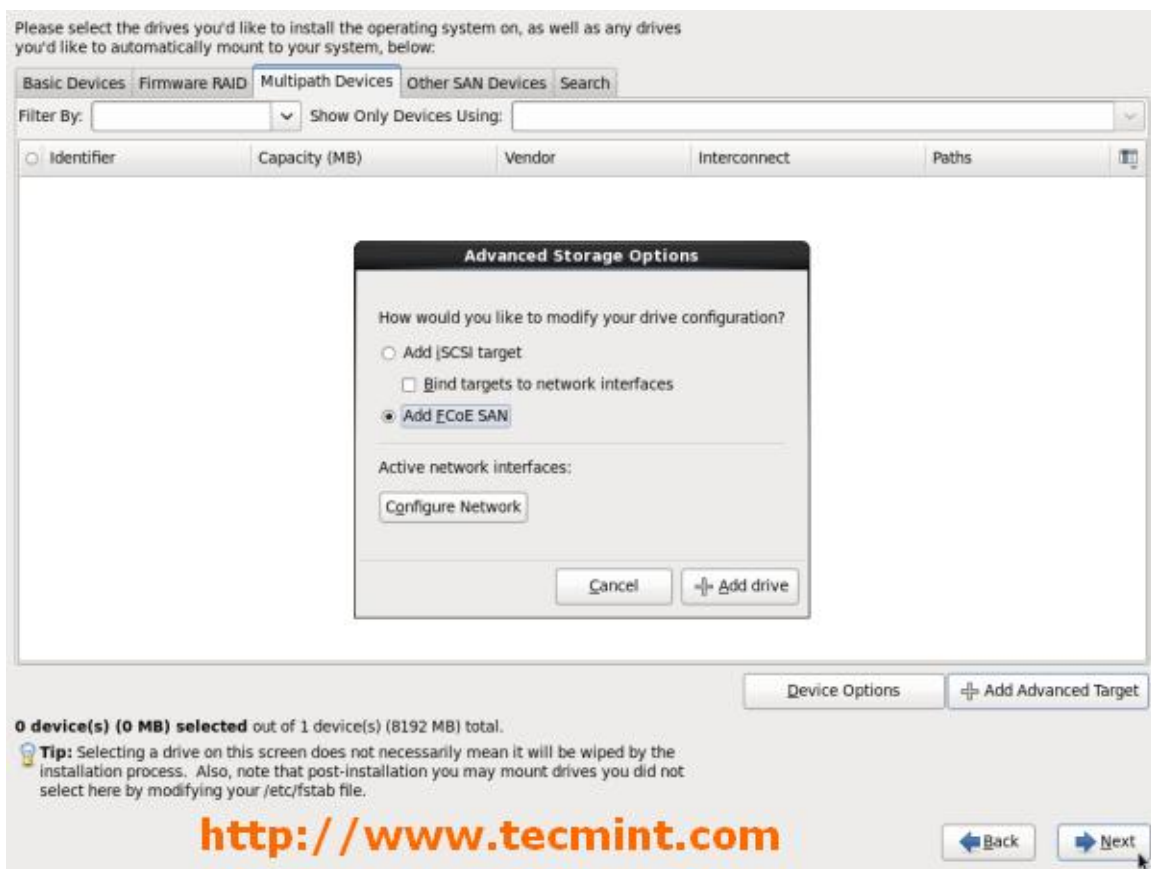 Please select the drives you'd like to install the operating system on, as well as any drives
you'd like to automatically mount to your system, below:
Basic Devices Firmware RAID Multipath Devices Other SAN Devices Search
Filter By: Show Only Devices Using:
Identifier Capacity (MB) Vendor Interconnect Paths
Advanced Storage Options
How would you like to modify your drive configuration?
Add iSCSI target
Bind targets to network interfaces
Add FCoE SAN
Active network interfaces:
Configure Network
Cancel Add drive
Device Options Add Advanced Target
0 device(s) (0 MB) selected out of 1 device(s) (8192 MB) total.
Tip: Selecting a drive on this screen does not necessarily mean it will be wiped by the
installation process. Also, note that post-installation you may mount drives you did not
select here by modifying your /etc/fstab file.
http://www.tecmint.com
Back Next